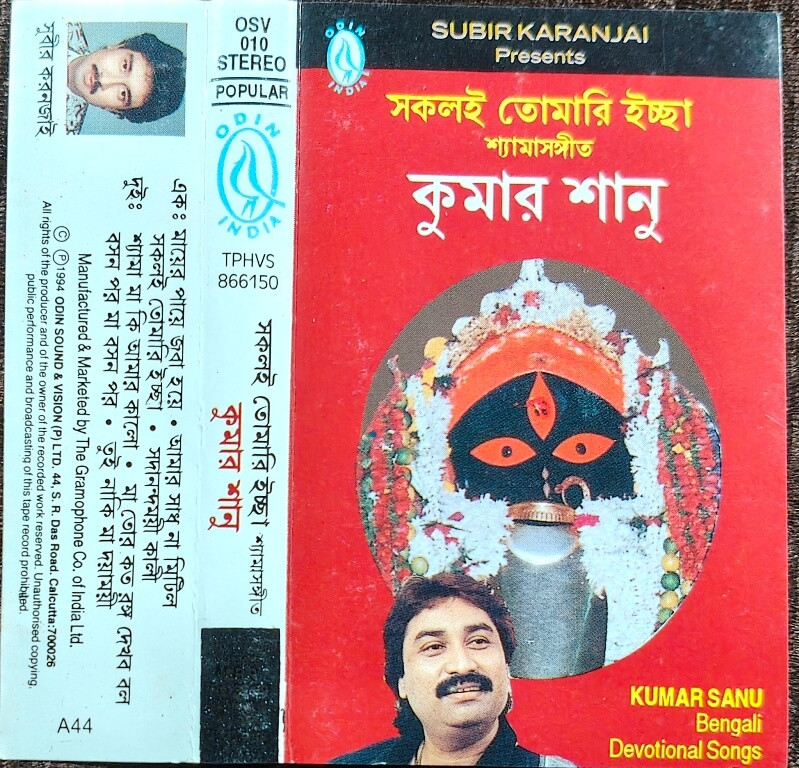 সুবীর করনজাই
একঃ মায়ের পায়ে জবা হয়ে • আমার সাধ না মিটিল
সকলই তোমারি ইচ্ছা • সদানন্দময়ী কালী
দুইঃ শ্যামা মা কি আমার কালো • মা তোর কত রঙ্গ দেখব বল
বসন পর মা বসন পর • তুই নাকি মা দয়াময়ী
Manufactured & Marketed by The Gramophone Co. of India Ltd.
© ℗ 1994 ODIN SOUND & VISION (P) LTD. 44, S. R. Das Road. Calcutta:700026
All rights of the producer and of the owner of the recorded work reserved. Unauthorised copying,
public performance and broadcasting of this tape record prohibited.
A44
OSV
010
STEREO
POPULAR
ODIN
INDIA
TPHVS
866150
সকলই তোমারি ইচ্ছা শ্যামাসঙ্গীত
কুমার শানু
ODIN
INDIA
SUBIR KARANJAI
Presents
সকলই তোমারি ইচ্ছা
শ্যামাসঙ্গীত
কুমার শানু
KUMAR SANU
Bengali
Devotional Songs